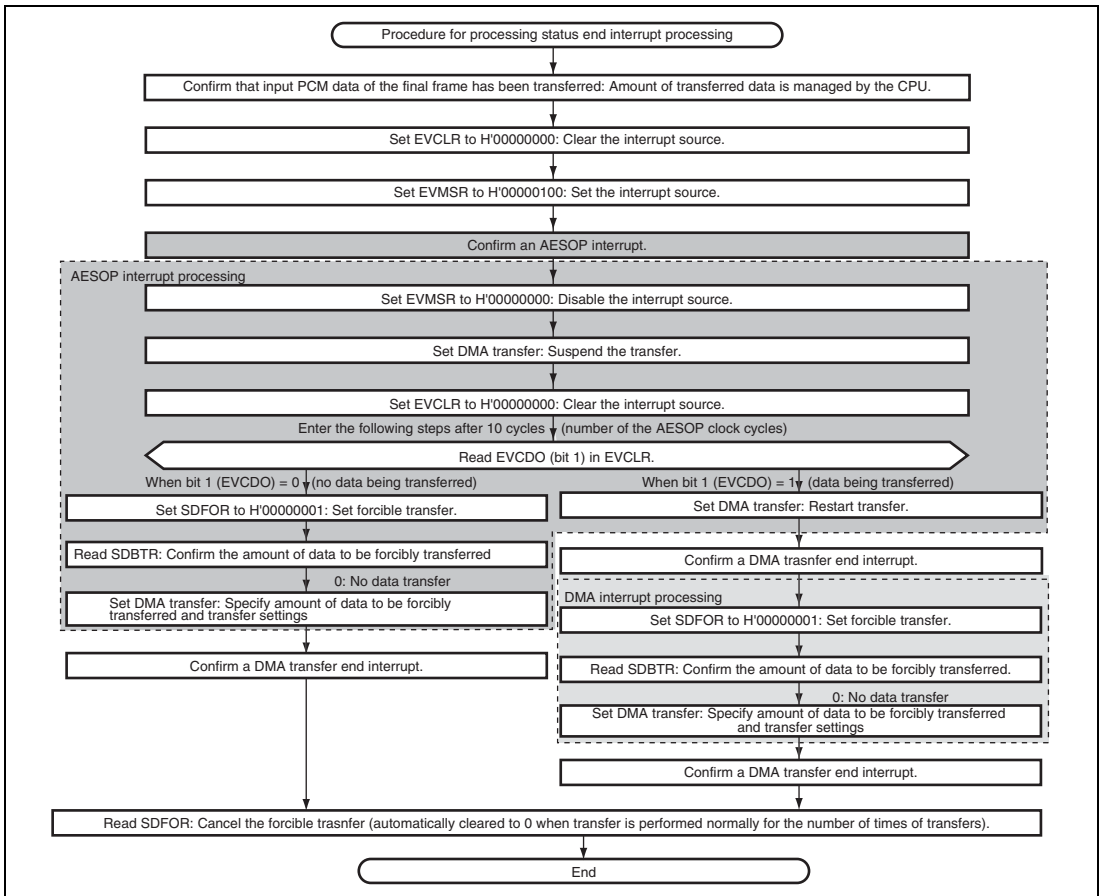 Procedure for processing status end interrupt processing
Confirm that input PCM data of the final frame has been transferred: Amount of transferred data is managed by the CPU.
Set EVCLR to H'00000000: Clear the interrupt source.
Set EVMSR to H'00000100: Set the interrupt source.
Confirm an AESOP interrupt.
AESOP interrupt processing
Set EVMSR to H'00000000: Disable the interrupt source.
Set DMA transfer: Suspend the transfer.
Set EVCLR to H'00000000: Clear the interrupt source.
Enter the following steps after 10 cycles (number of the AESOP clock cycles)
Read EVCDO (bit 1) in EVCLR.
When bit 1 (EVCDO) = 0 (no data being transferred)
Set SDFOR to H'00000001: Set forcible transfer.
Read SDBTR: Confirm the amount of data to be forcibly transferred
0: No data transfer
Set DMA transfer: Specify amount of data to be forcibly
transferred and transfer settings
Confirm a DMA transfer end interrupt.
When bit 1 (EVCDO) = 1 (data being transferred)
Set DMA transfer: Restart transfer.
Confirm a DMA trasnfer end interrupt.
DMA interrupt processing
Set SDFOR to H'00000001: Set forcible transfer.
Read SDBTR: Confirm the amount of data to be forcibly transferred.
0: No data transfer
Set DMA transfer: Specify amount of data to be forcibly transferred
and transfer settings
Confirm a DMA transfer end interrupt.
Read SDFOR: Cancel the forcible trasnfer (automatically cleared to 0 when transfer is performed normally for the number of times of transfers).
End